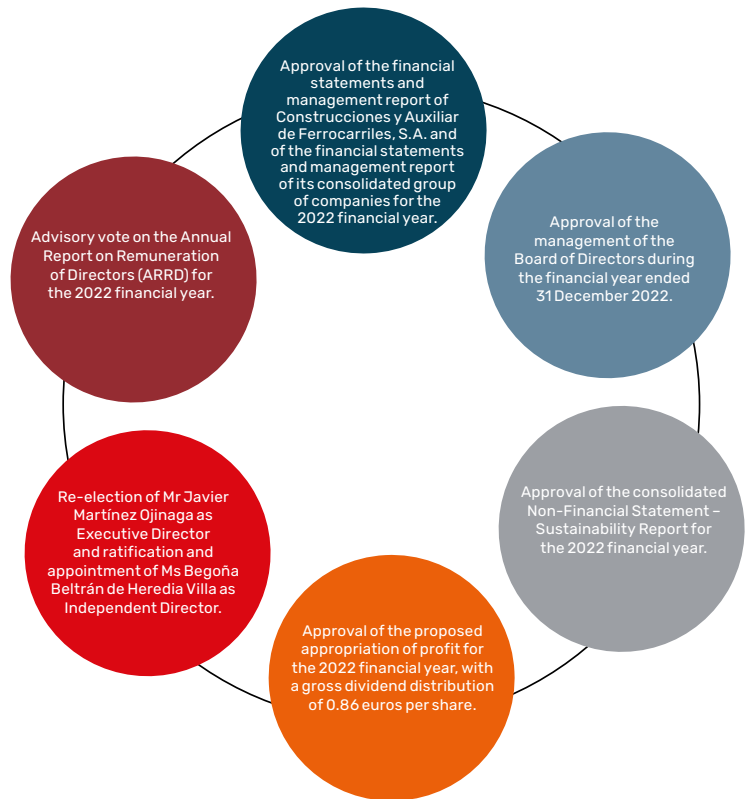 Approval of the financial
statements and
management report of
Construcciones y Auxiliar
de Ferrocarriles, S.A. and
of the financial statements
and management report
of its consolidated group
of companies for the
2022 financial year.
Approval of the
management of the
Board of Directors during
the financial year ended
31 December 2022.
Approval of the consolidated
Non-Financial Statement –
Sustainability Report for
the 2022 financial year.
Approval of the proposed
appropriation of profit for
the 2022 financial year, with
a gross dividend distribution
of 0.86 euros per share.
Re-election of Mr Javier
Martínez Ojinaga as
Executive Director
and ratification and
appointment of Ms Begoña
Beltrán de Heredia Villa as
Independent Director.
Advisory vote on the Annual
Report on Remuneration
of Directors (ARRD) for
the 2022 financial year.